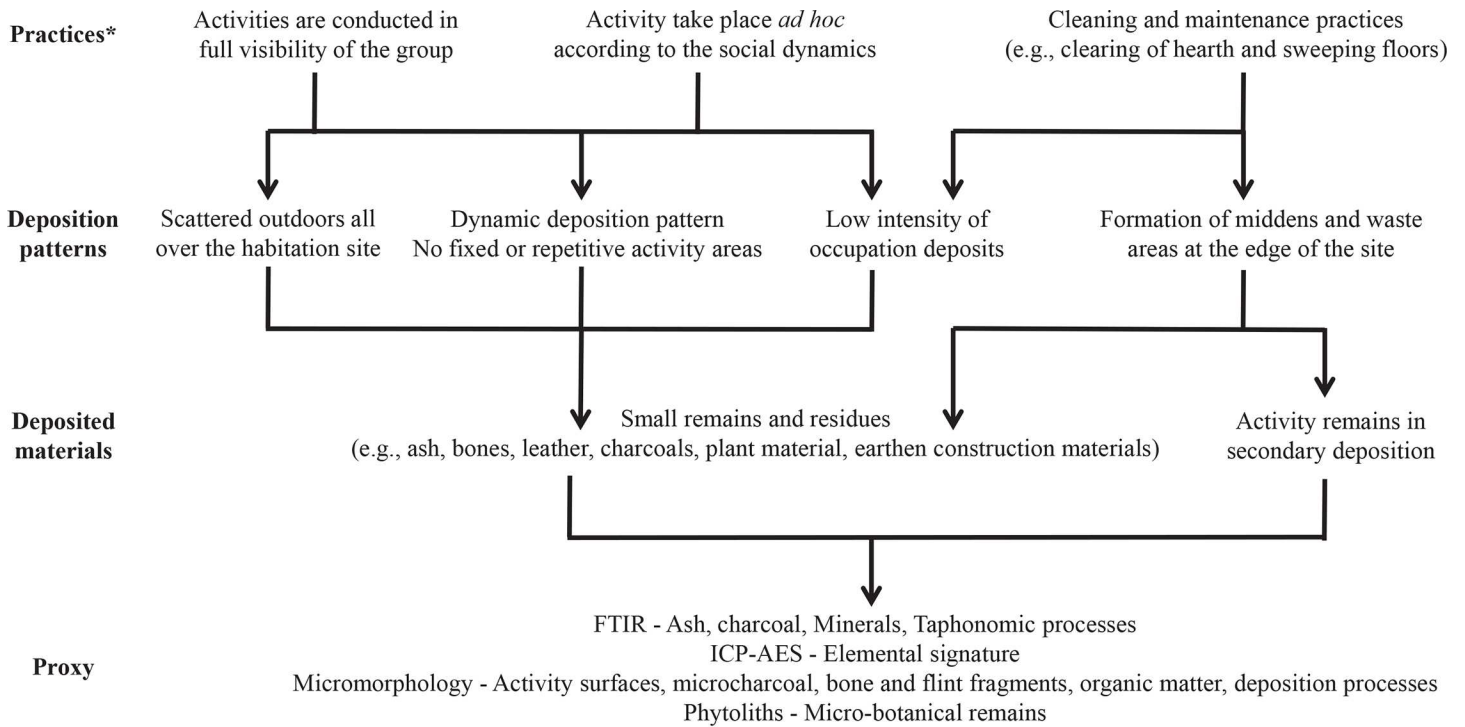 Practices*
Activities are conducted in
full visibility of the group
Activity take place ad hoc
according to the social dynamics
Cleaning and maintenance practices
(e.g., clearing of hearth and sweeping floors)
Deposition
patterns
Scattered outdoors all
over the habitation site
Dynamic deposition pattern
No fixed or repetitive activity areas
Low intensity of
occupation deposits
Formation of middens and waste
areas at the edge of the site
Deposited
materials
Small remains and residues
(e.g., ash, bones, leather, charcoals, plant material, earthen construction materials)
Activity remains in
secondary deposition
Proxy
FTIR - Ash, charcoal, Minerals, Taphonomic processes
ICP-AES - Elemental signature
Micromorphology - Activity surfaces, microcharcoal, bone and flint fragments, organic matter, deposition processes
Phytoliths - Micro-botanical remains